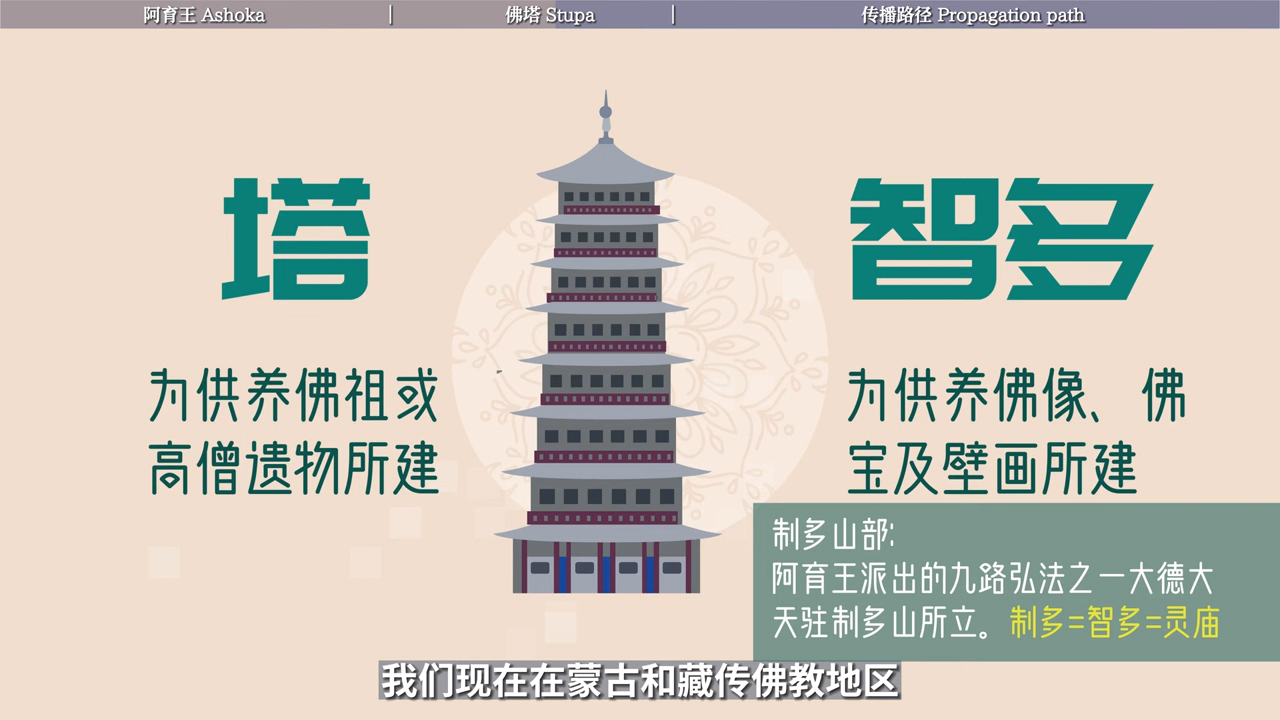 阿育王 Ashoka | 佛塔 Stupa | 传播路径 Propagation path
塔
为供养佛祖或
高僧遗物所建
智多
为供养佛像、佛
宝及壁画所建
制多山部:
阿育王派出的九路弘法之一大德大
天驻制多山所立。制多=智多=灵庙
我们现在在蒙古和藏传佛教地区